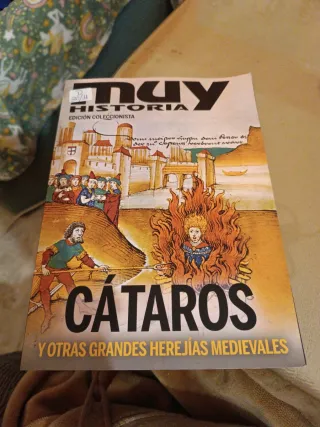 muy
HISTORIA
EDICIÓN COLECCIONISTA
CÁTAROS
Y OTRAS GRANDES HEREJÍAS MEDIEVALES